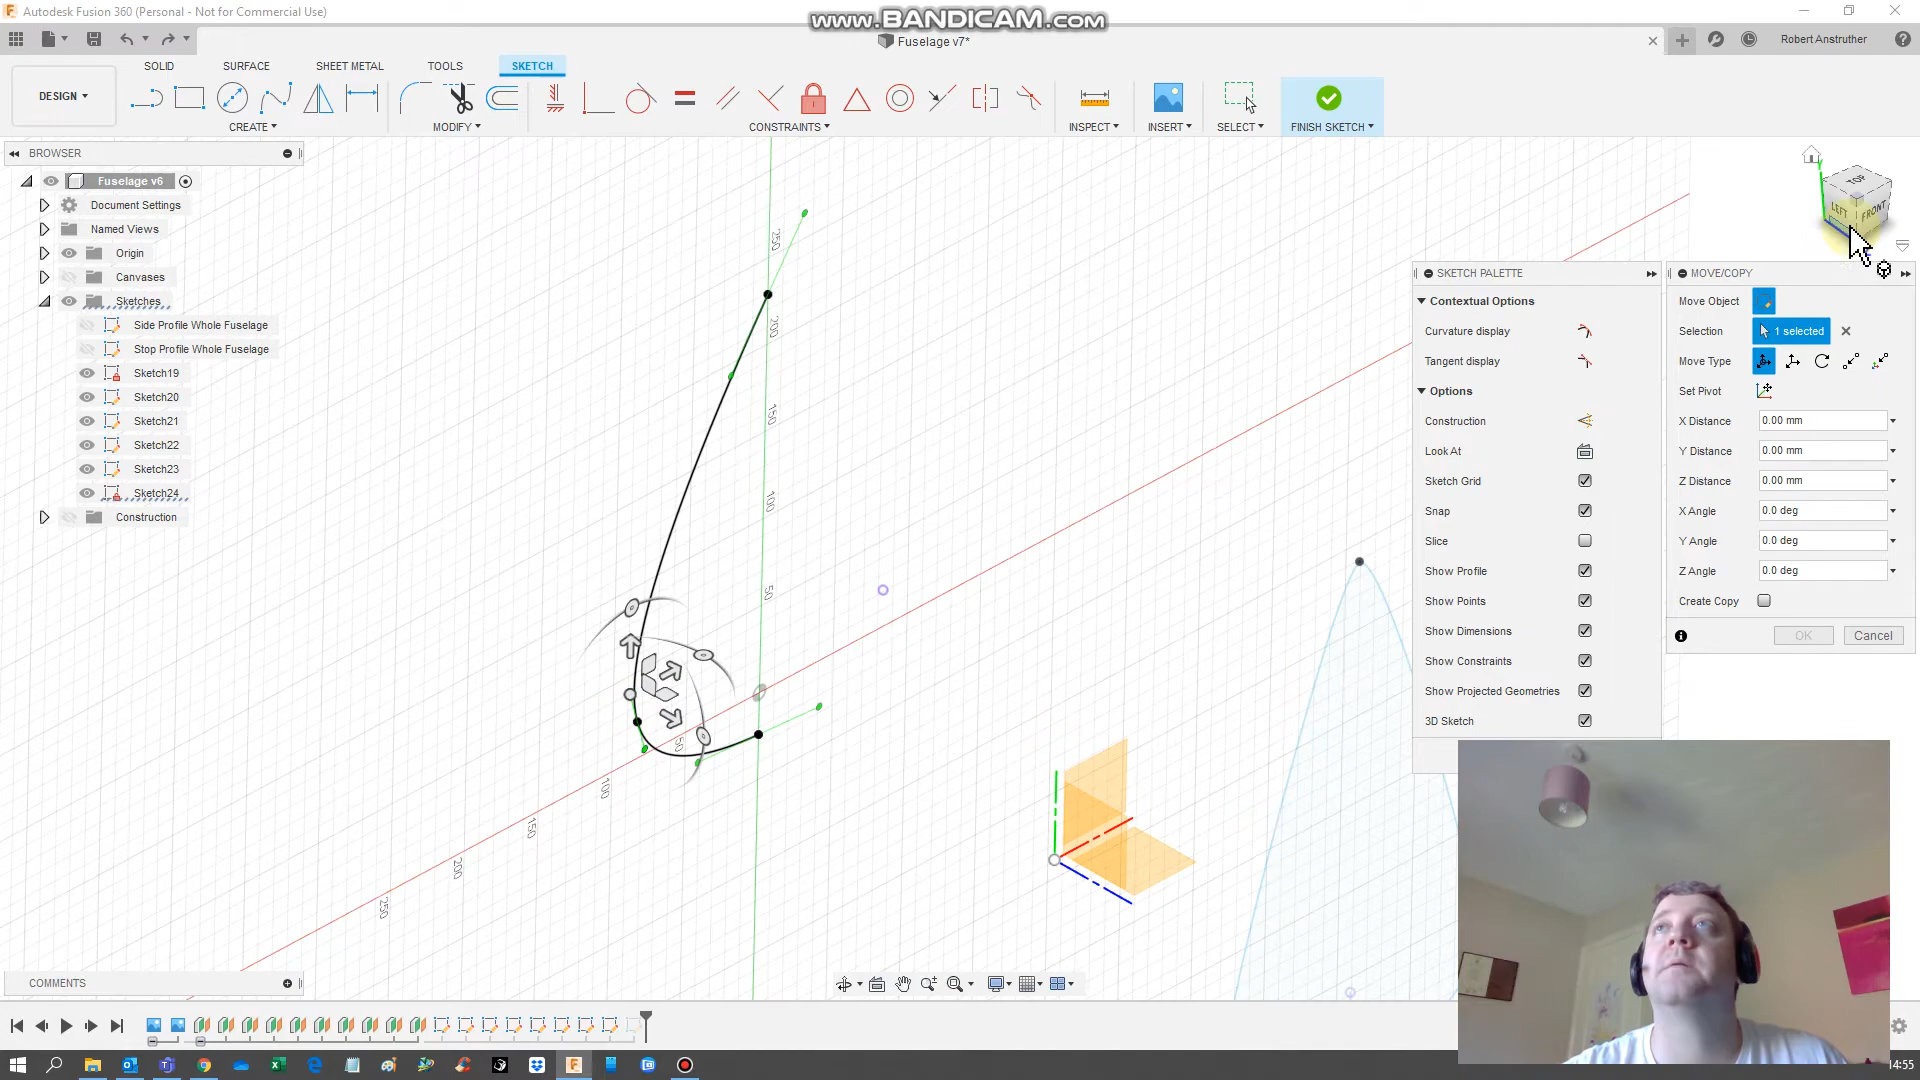 Autodesk Fusion 360 (Personal - Not for Commercial Use)
WWW.BANDICAM.COM
Fuselage v7*
Robert Anstruther
SOLID SURFACE SHEET METAL TOOLS SKETCH
DESIGN
CREATE MODIFY CONSTRAINTS INSPECT INSERT SELECT FINISH SKETCH
BROWSER
Fuselage v6
Document Settings
Named Views
Origin
Canvases
Sketches
Side Profile Whole Fuselage
Stop Profile Whole Fuselage
Sketch19
Sketch20
Sketch21
Sketch22
Sketch23
Sketch24
Construction
250
200
150
100
50
50
100
150
200
250
TOP
LEFT FRONT
SKETCH PALETTE
Contextual Options
Curvature display
Tangent display
Options
Construction
Look At
Sketch Grid
Snap
Slice
Show Profile
Show Points
Show Dimensions
Show Constraints
Show Projected Geometries
3D Sketch
MOVE/COPY
Move Object
Selection 1 selected
Move Type
Set Pivot
X Distance 0.00 mm
Y Distance 0.00 mm
Z Distance 0.00 mm
X Angle 0.0 deg
Y Angle 0.0 deg
Z Angle 0.0 deg
Create Copy
OK Cancel
COMMENTS
14:55